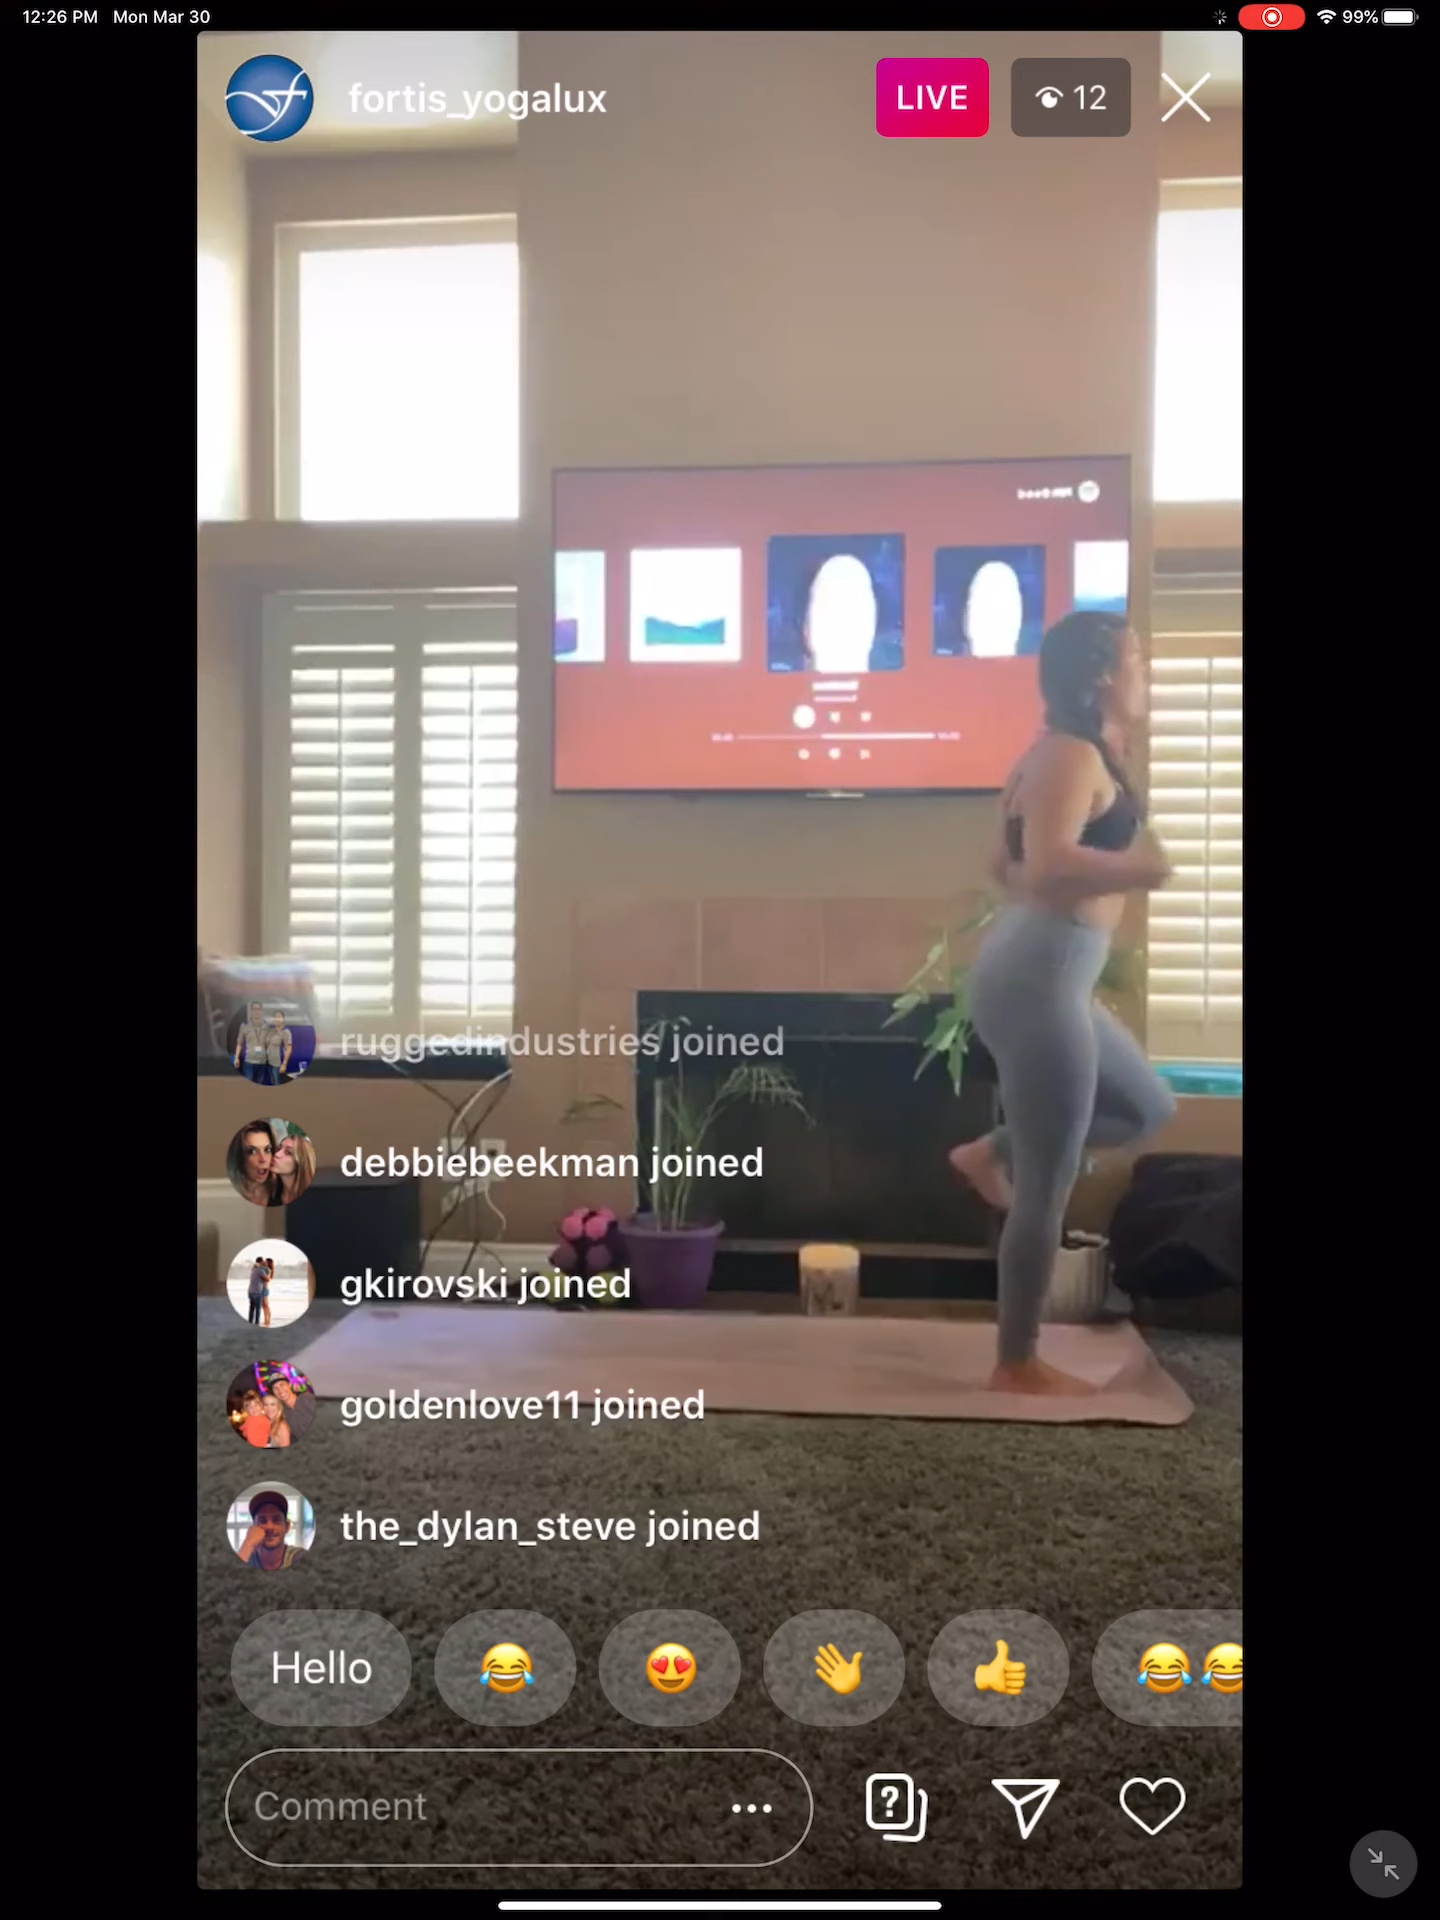 12:26 PM Mon Mar 30
99%
fortis_yogalux
LIVE
12
ruggedindustries joined
debbiebeekman joined
gkirovski joined
goldenlove11 joined
the_dylan_steve joined
Hello
Comment